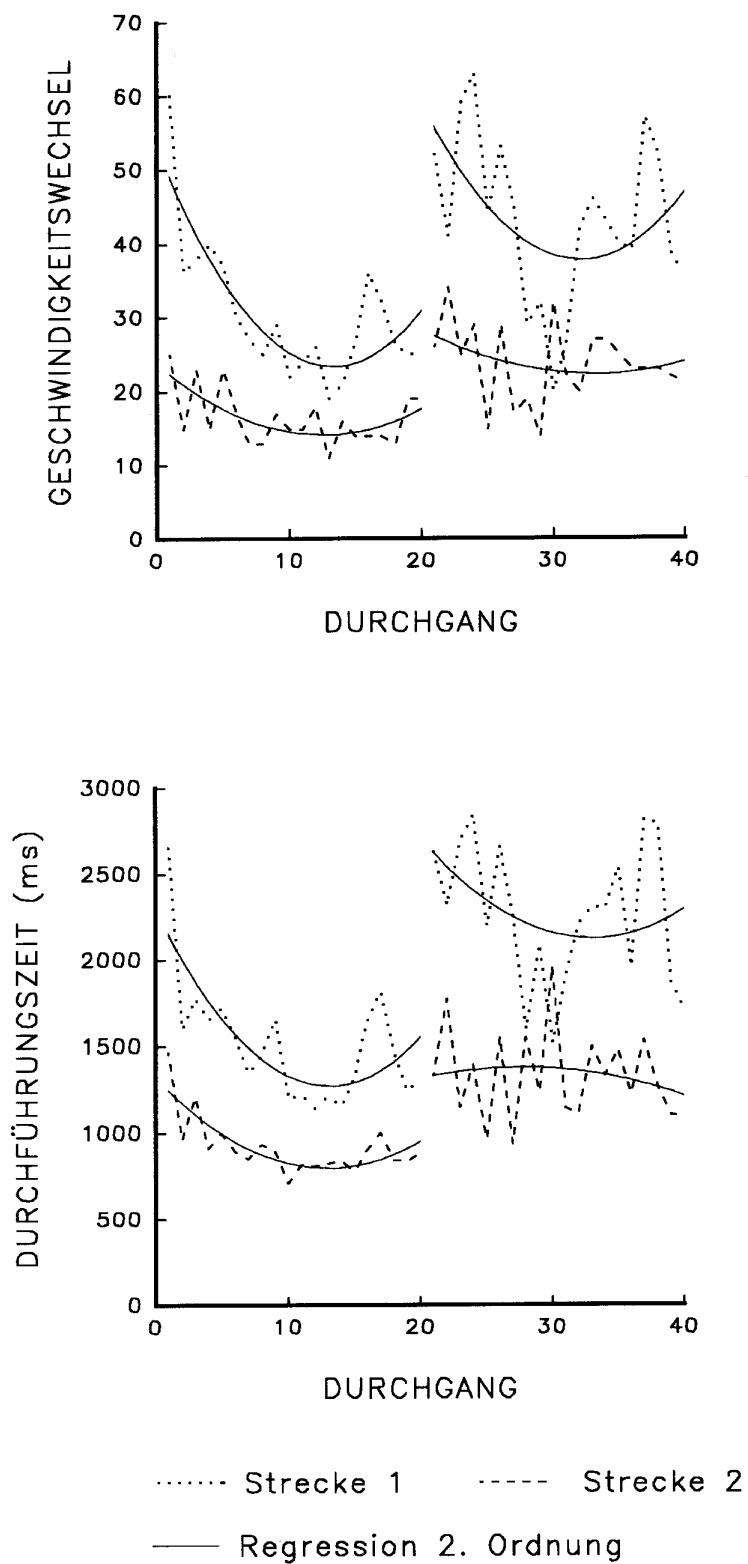 GESCHWINDIGKEITSWECHSEL
70
60
50
40
30
20
10
0
0 10 20 30 40
DURCHGANG
DURCHFÜHRUNGSZEIT (ms)
3000
2500
2000
1500
1000
500
0
0 10 20 30 40
DURCHGANG
Strecke 1 Strecke 2
Regression 2. Ordnung